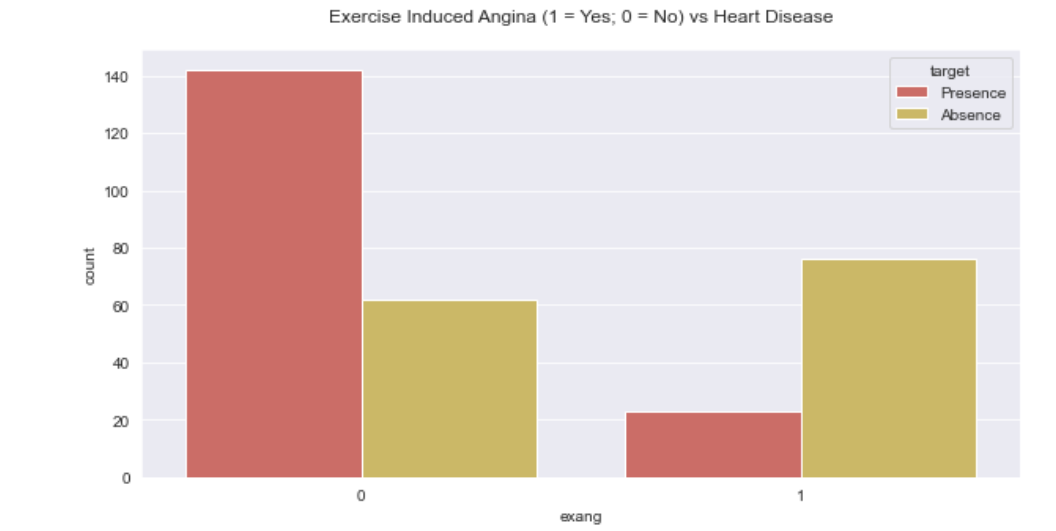 Exercise Induced Angina (1 = Yes; 0 = No) vs Heart Disease
target
Presence
Absence
140
120
100
80
60
40
20
0
count
0 1
exang